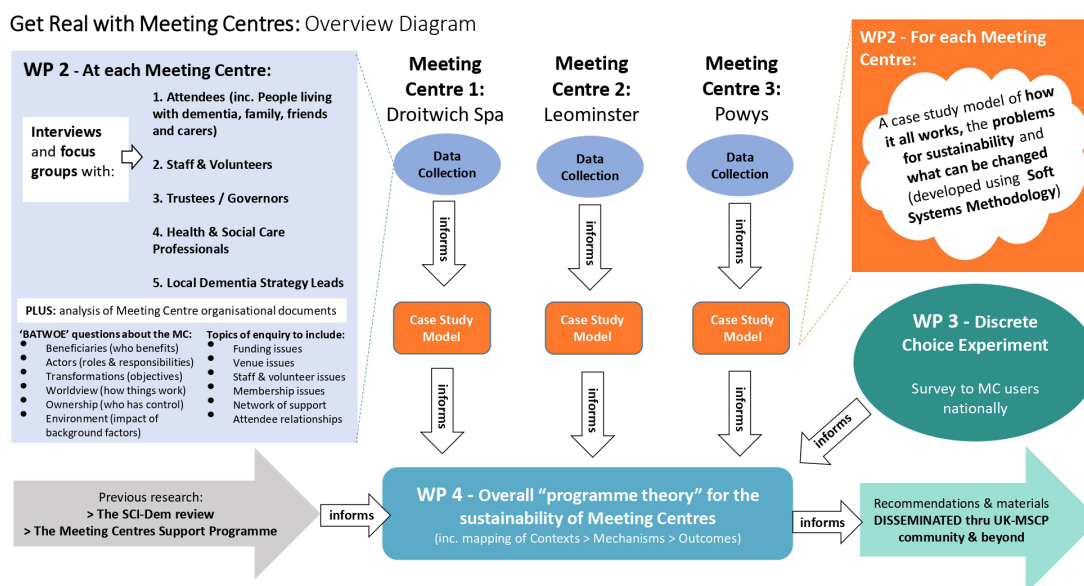 Get Real with Meeting Centres: Overview Diagram
WP 2 - At each Meeting Centre:
Interviews
and focus
groups with:
1. Attendees (inc. People living
with dementia, family, friends
and carers)
2. Staff & Volunteers
3. Trustees / Governors
4. Health & Social Care
Professionals
5. Local Dementia Strategy Leads
PLUS: analysis of Meeting Centre organisational documents
‘BATWOE’ questions about the MC:
• Beneficiaries (who benefits)
• Actors (roles & responsibilities)
• Transformations (objectives)
• Worldview (how things work)
• Ownership (who has control)
• Environment (impact of
background factors)
Topics of enquiry to include:
• Funding issues
• Venue issues
• Staff & volunteer issues
• Membership issues
• Network of support
• Attendee relationships
Meeting
Centre 1:
Droitwich Spa
Data
Collection
informs
Case Study
Model
informs
Meeting
Centre 2:
Leominster
Data
Collection
informs
Case Study
Model
informs
Meeting
Centre 3:
Powys
Data
Collection
informs
Case Study
Model
informs
WP2 - For each Meeting
Centre:
A case study model of how
it all works, the problems
for sustainability and
what can be changed
(developed using Soft
Systems Methodology)
WP 3 - Discrete
Choice Experiment
Survey to MC users
nationally
informs
Previous research:
> The SCI-Dem review
> The Meeting Centres Support Programme
informs
WP 4 - Overall “programme theory” for the
sustainability of Meeting Centres
(inc. mapping of Contexts > Mechanisms > Outcomes)
informs
Recommendations & materials
DISSEMINATED thru UK-MSCP
community & beyond